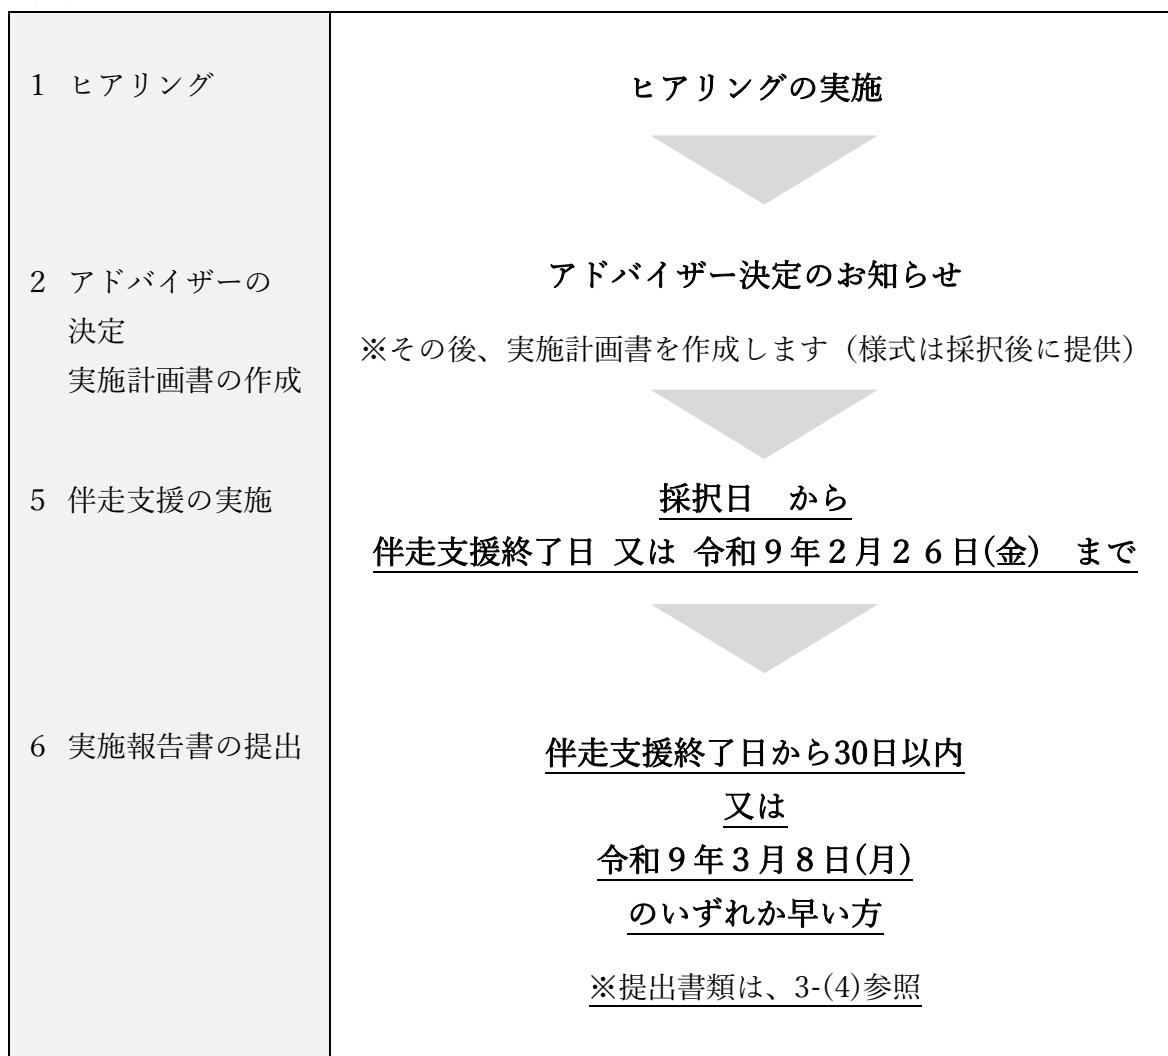 1 ヒアリング
ヒアリングの実施
2 アドバイザーの
決定
実施計画書の作成
アドバイザー決定のお知らせ
※その後、実施計画書を作成します（様式は採択後に提供）
5 伴走支援の実施
採択日　から
伴走支援終了日 又は 令和９年２月２６日(金)　まで
6 実施報告書の提出
伴走支援終了日から30日以内
又は
令和９年３月８日(月)
のいずれか早い方
※提出書類は、3-(4)参照